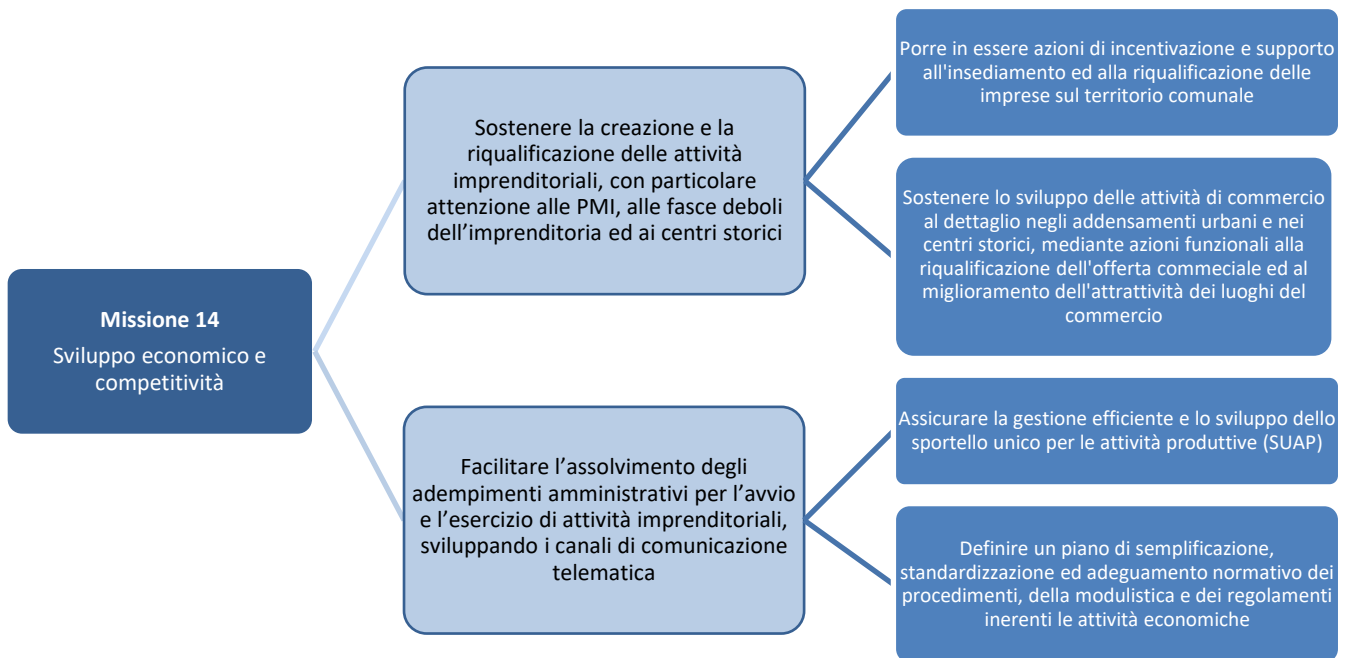 Missione 14
Sviluppo economico e
competitività
Sostenere la creazione e la
riqualificazione delle attività
imprenditoriali, con particolare
attenzione alle PMI, alle fasce deboli
dell’imprenditoria ed ai centri storici
Porre in essere azioni di incentivazione e supporto
all'insediamento ed alla riqualificazione delle
imprese sul territorio comunale
Sostenere lo sviluppo delle attività di commercio
al dettaglio negli addensamenti urbani e nei
centri storici, mediante azioni funzionali alla
riqualificazione dell'offerta commeciale ed al
miglioramento dell'attrattività dei luoghi del
commercio
Facilitare l’assolvimento degli
adempimenti amministrativi per l’avvio
e l’esercizio di attività imprenditoriali,
sviluppando i canali di comunicazione
telematica
Assicurare la gestione efficiente e lo sviluppo dello
sportello unico per le attività produttive (SUAP)
Definire un piano di semplificazione,
standardizzazione ed adeguamento normativo dei
procedimenti, della modulistica e dei regolamenti
inerenti le attività economiche